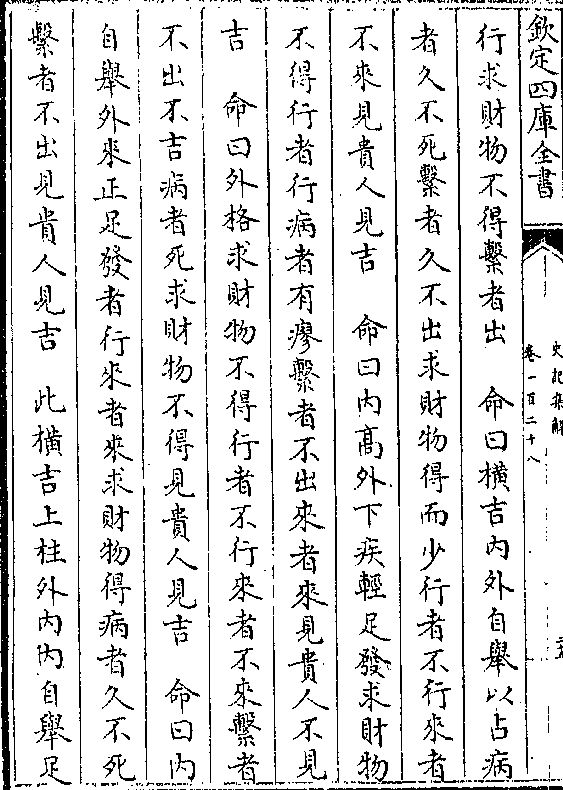 欽定四庫全書
史記集解
卷一百二十八
行求財物不得繫者出　命曰橫吉內外自舉以占病
者久不死繫者久不出求財物得而少行者不行來者
不來見貴人見吉　命曰內高外下疾輕足發求財物
不得行者行病者有瘳繫者不出來者來見貴人不見
吉　命曰外格求財物不得行者不行來者不來繫者
不出不吉病者死求財物不得見貴人見吉　命曰內
自舉外來正足發者行來者來求財物得病者久不死
繫者不出見貴人見吉　此橫吉上柱外內內自舉足